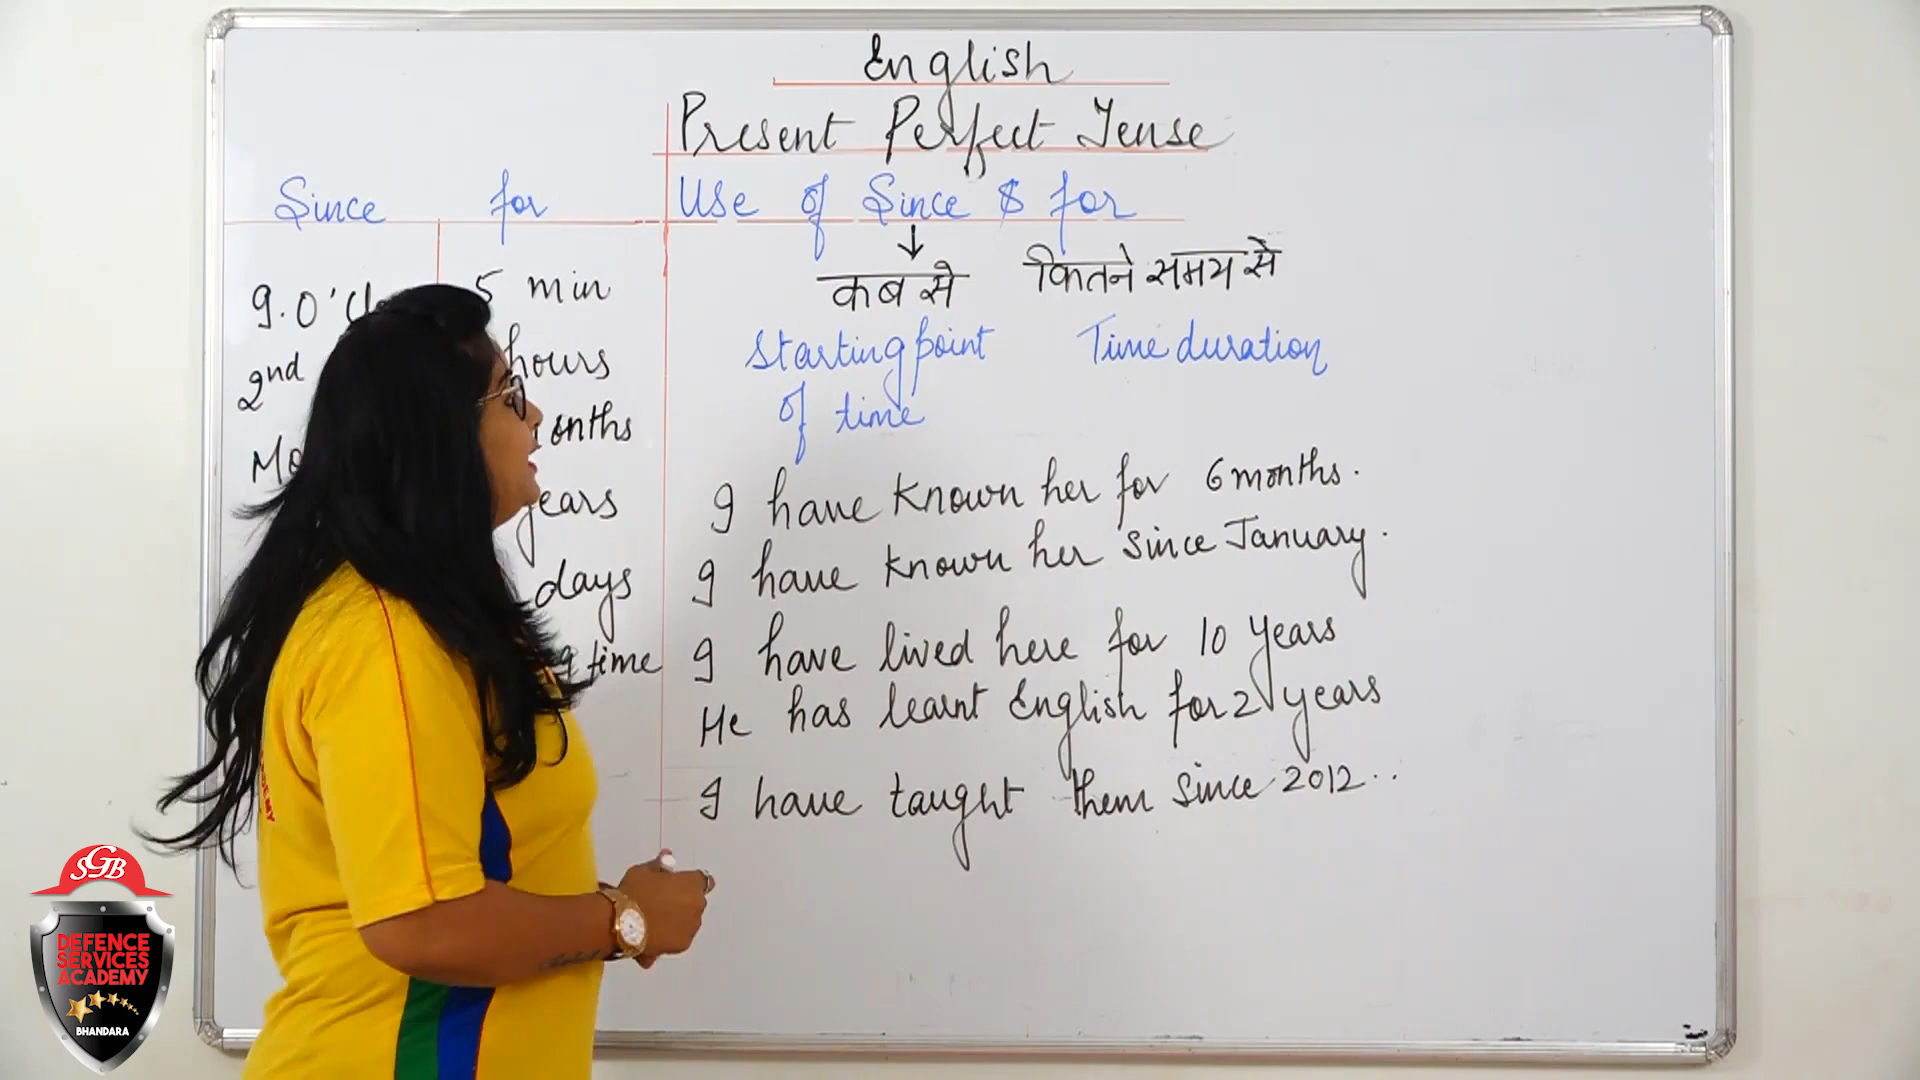 English
Present Perfect Tense
Since for
Use of Since & for
कब से कितने समय से
9.0'Cl 5 min
2nd hours
Starting point Time duration
of time
onths
years
days
time
I have known her for 6 months.
I have known her since January.
I have lived here for 10 years
He has learnt English for 2 years
I have taught them since 2012..
SGB
DEFENCE
SERVICES
ACADEMY
BHANDARA